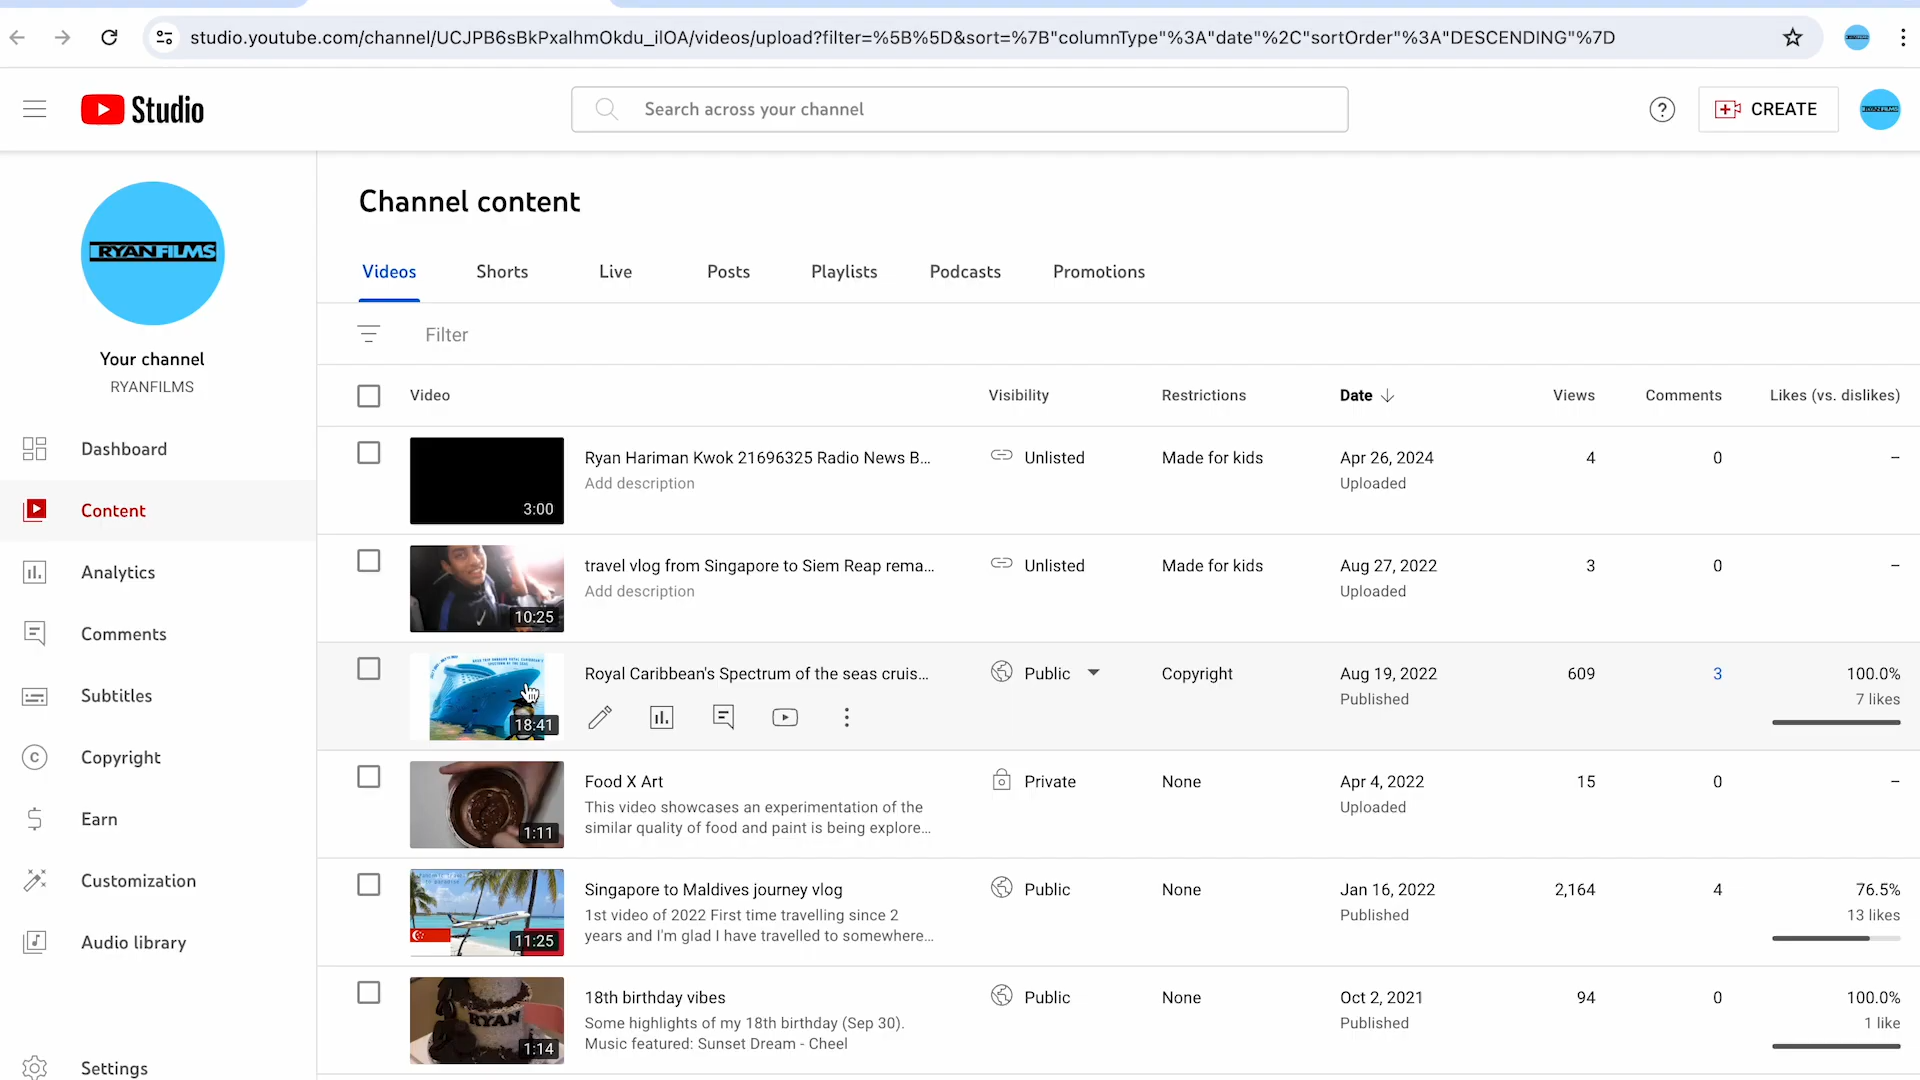 studio.youtube.com/channel/UCJPB6sBkPxaIhmOkdu_ilOA/videos/upload?filter=%5B%5D&sort=%7B"columnType"%3A"date"%2C"sortOrder"%3A"DESCENDING"%7D
Studio
Search across your channel
?
CREATE
RYANFILMS
Your channel
RYANFILMS
Dashboard
Content
Analytics
Comments
Subtitles
Copyright
Earn
Customization
Audio library
Settings
Channel content
Videos Shorts Live Posts Playlists Podcasts Promotions
Filter
Video Visibility Restrictions Date Views Comments Likes (vs. dislikes)
3:00
Ryan Hariman Kwok 21696325 Radio News B... Unlisted Made for kids Apr 26, 2024 4 0 –
Add description Uploaded
10:25
travel vlog from Singapore to Siem Reap rema... Unlisted Made for kids Aug 27, 2022 3 0 –
Add description Uploaded
18:41
Royal Caribbean's Spectrum of the seas cruis... Public Copyright Aug 19, 2022 609 3 100.0%
Published 7 likes
1:11
Food X Art Private None Apr 4, 2022 15 0 –
This video showcases an experimentation of the Uploaded
similar quality of food and paint is being explore...
11:25
Singapore to Maldives journey vlog Public None Jan 16, 2022 2,164 4 76.5%
1st video of 2022 First time travelling since 2 Published 13 likes
years and I'm glad I have travelled to somewhere...
RYAN
1:14
18th birthday vibes Public None Oct 2, 2021 94 0 100.0%
Some highlights of my 18th birthday (Sep 30). Published 1 like
Music featured: Sunset Dream - Cheel